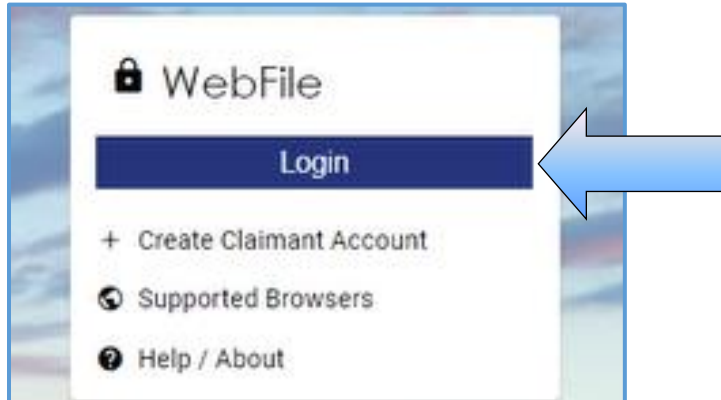 WebFile
Login
+ Create Claimant Account
Supported Browsers
Help / About